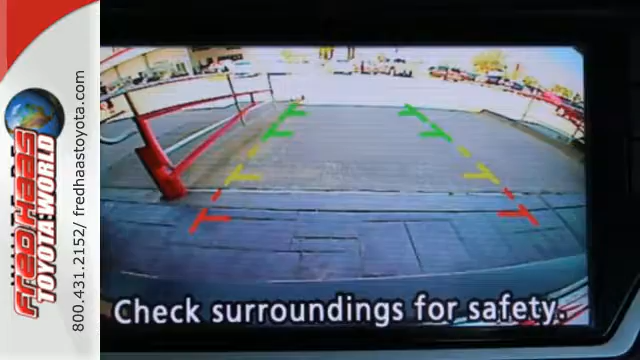 FRED HAAS
TOYOTA WORLD
800.431.2152/ fredhaastoyota.com
Check surroundings for safety.